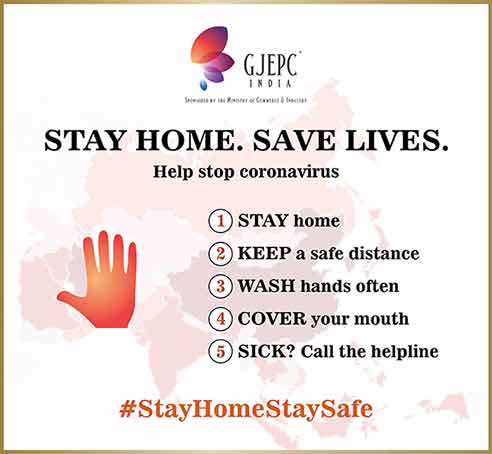 GJEPC
INDIA
SPONSORED BY THE MINISTRY OF COMMERCE & INDUSTRY
STAY HOME. SAVE LIVES.
Help stop coronavirus
1 STAY home
2 KEEP a safe distance
3 WASH hands often
4 COVER your mouth
5 SICK? Call the helpline
#StayHomeStaySafe